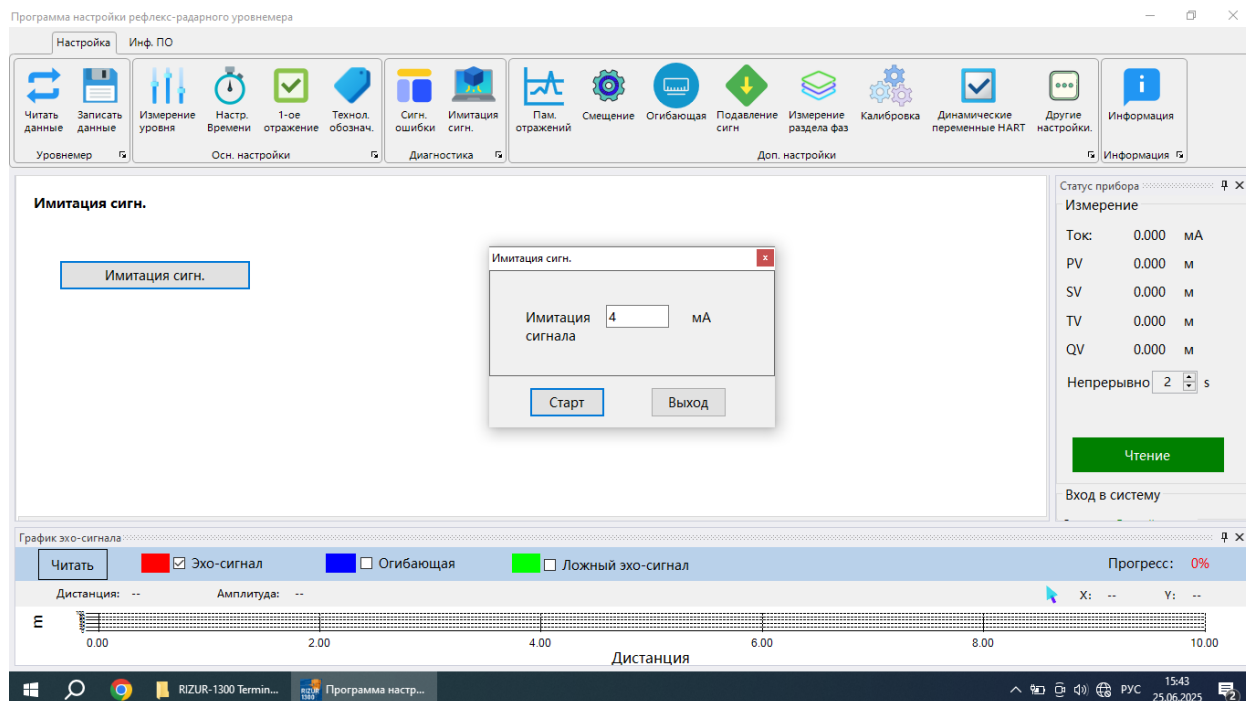 Программа настройки рефлекс-радарного уровнемера
Настройка Инф. ПО
Читать данные
Записать данные
Измерение уровня
Настр. Времени
1-ое отражение
Технол. обознач.
Сигн. ошибки
Имитация сигн.
Пам. отражений
Смещение
Огибающая
Подавление сигн
Измерение раздела фаз
Калибровка
Динамические переменные HART
Другие настройки.
Информация
Уровнемер
Осн. настройки
Диагностика
Доп. настройки
Информация
Имитация сигн.
Имитация сигн.
Имитация сигн.
x
Имитация 4 мА
сигнала
Старт Выход
Статус прибора
Измерение
Ток: 0.000 мА
PV 0.000 м
SV 0.000 м
TV 0.000 м
QV 0.000 м
Непрерывно 2 s
Чтение
Вход в систему
График эхо-сигнала
Читать Эхо-сигнал Огибающая Ложный эхо-сигнал Прогресс: 0%
Дистанция: -- Амплитуда: -- X: -- Y: --
m
0.00 2.00 4.00 6.00 8.00 10.00
Дистанция
RIZUR-1300 Termin...
RIZUR 1300
Программа настр...
РУС
15:43
25.06.2025
2